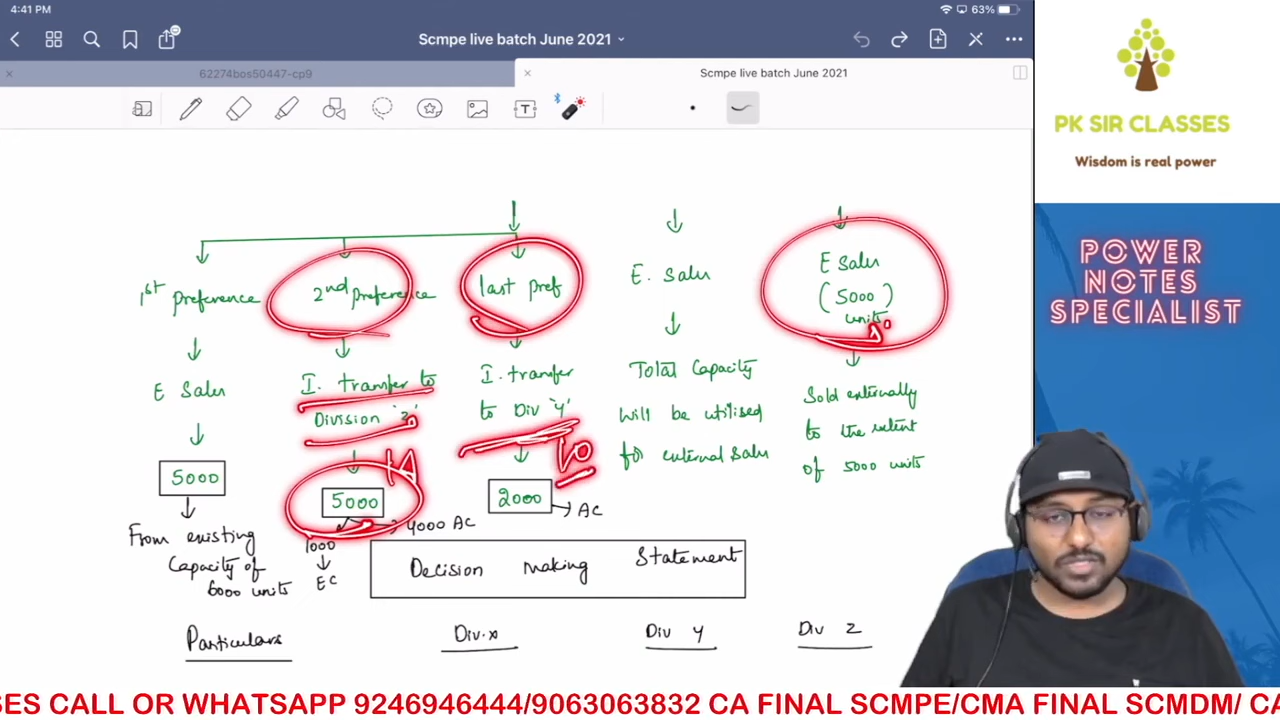 4:41 PM
63%
Scmpe live batch June 2021
62274bos50447-cp9
Scmpe live batch June 2021
PK SIR CLASSES
Wisdom is real power
POWER
NOTES
SPECIALIST
1st preference
2nd preference
last pref
E. Sales
E Sales
(5000)
units
E Sales
I. transfer to
Division 'Z'
I. transfer
to Div 'Y'
Total Capacity
will be utilised
for external sales
Sold externally
to the extent
of 5000 units
5000
14
5000
10
2000
AC
4000 AC
1000
EC
From existing
Capacity of
6000 units
Decision making Statement
Particulars
Div.x
Div Y
Div Z
SES CALL OR WHATSAPP 9246946444/9063063832 CA FINAL SCMPE/CMA FINAL SCMDM/ CA